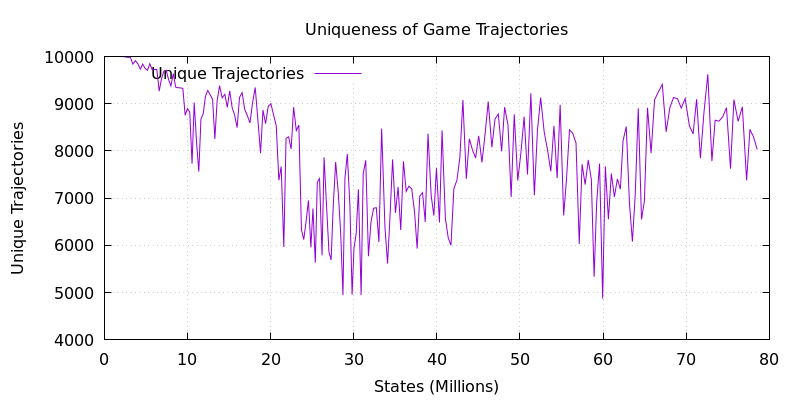 Uniqueness of Game Trajectories
Unique Trajectories
10000
9000
8000
7000
6000
5000
4000
Unique Trajectories
0 10 20 30 40 50 60 70 80
States (Millions)